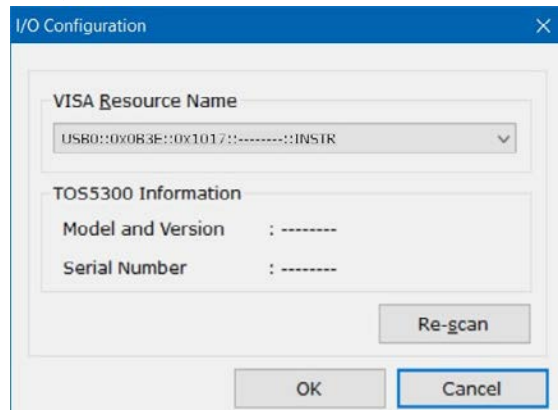 I/O Configuration
VISA Resource Name
USB0::0x0B3E::0x1017::--------::INSTR
TOS5300 Information
Model and Version : --------
Serial Number : --------
Re-scan
OK
Cancel